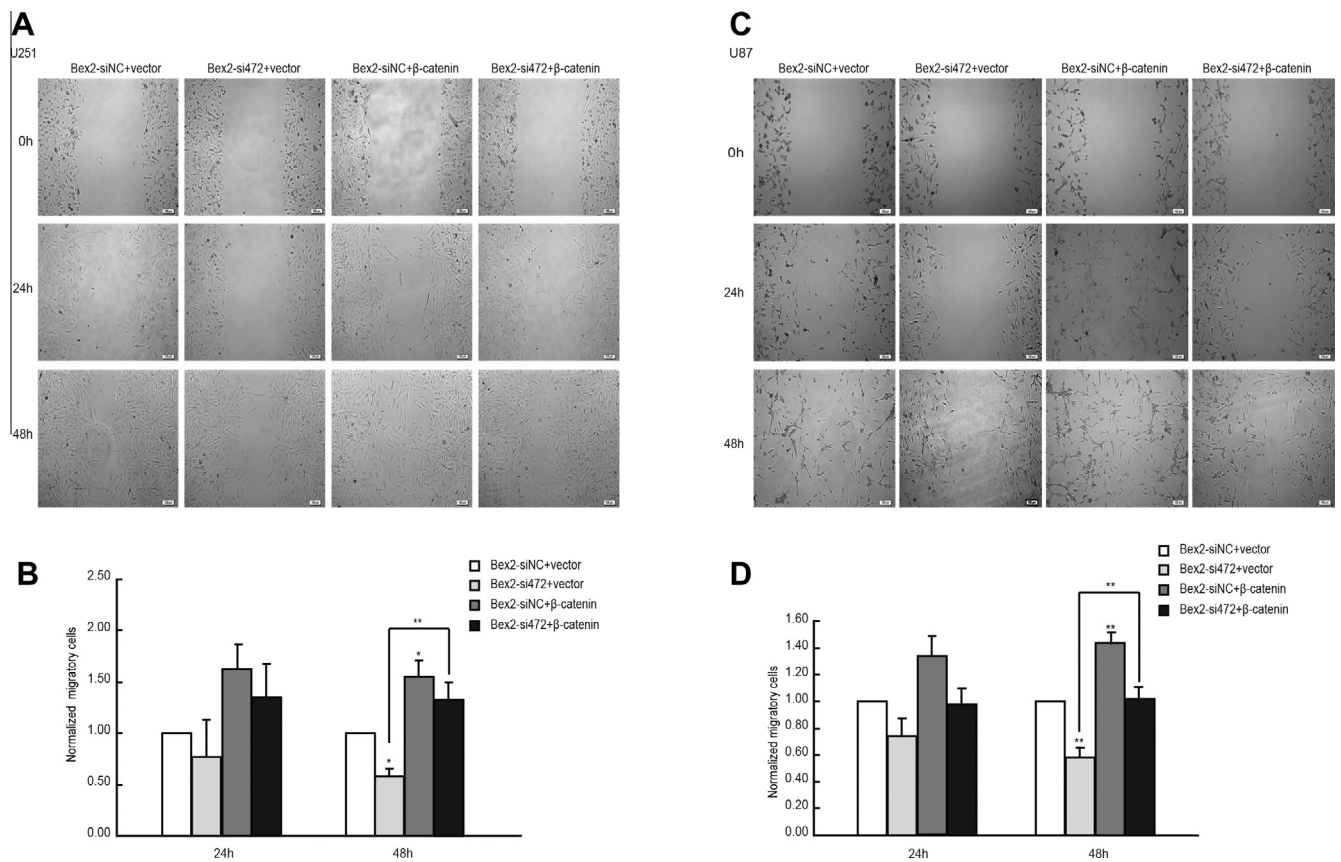 A
U251
Bex2-siNC+vector Bex2-si472+vector Bex2-siNC+β-catenin Bex2-si472+β-catenin
0h
24h
48h
C
U87
Bex2-siNC+vector Bex2-si472+vector Bex2-siNC+β-catenin Bex2-si472+β-catenin
0h
24h
48h
B
Normalized migratory cells
2.50
2.00
1.50
1.00
0.50
0.00
24h 48h
**
*
*
Bex2-siNC+vector
Bex2-si472+vector
Bex2-siNC+β-catenin
Bex2-si472+β-catenin
D
Normalized migratory cells
1.60
1.40
1.20
1.00
0.80
0.60
0.40
0.20
0.00
24h 48h
**
**
**
Bex2-siNC+vector
Bex2-si472+vector
Bex2-siNC+β-catenin
Bex2-si472+β-catenin